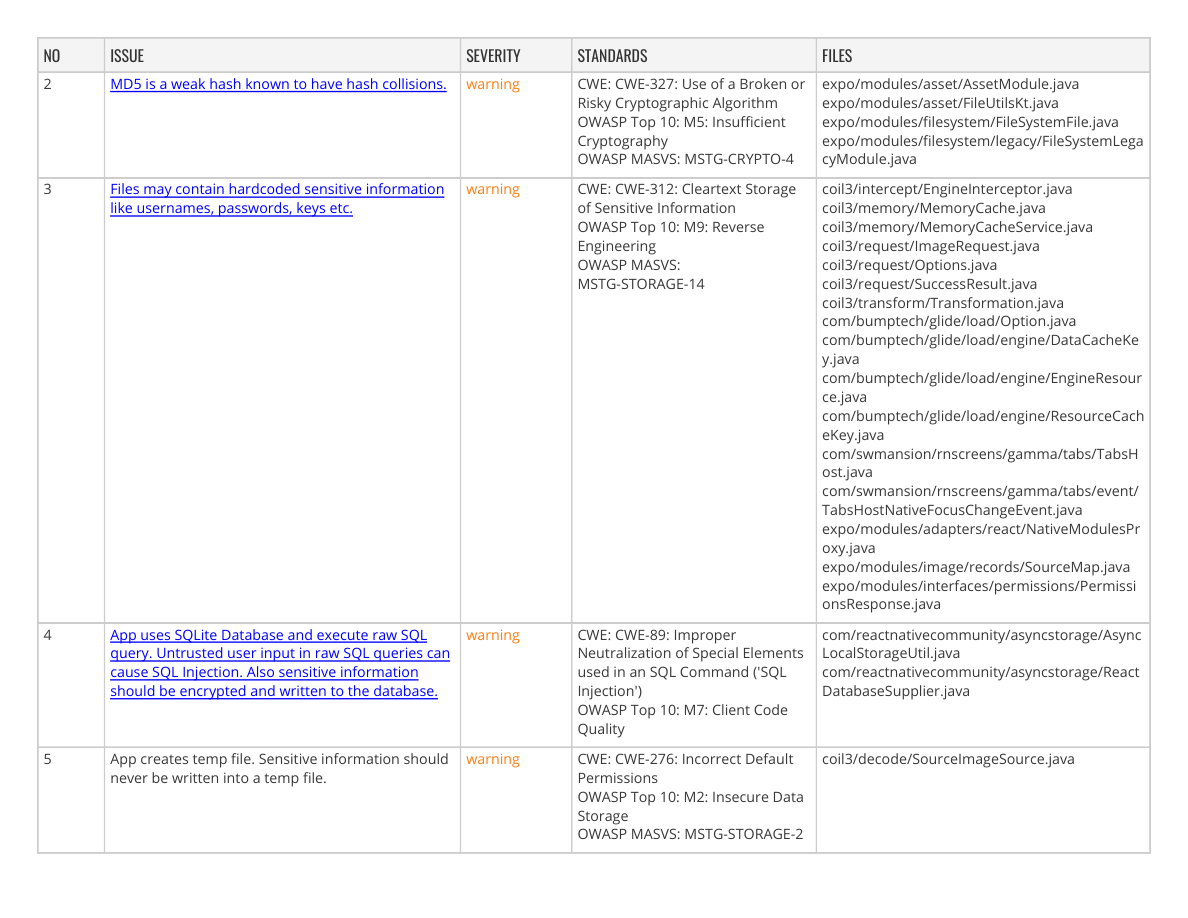 NO ISSUE SEVERITY STANDARDS FILES
2
MD5 is a weak hash known to have hash collisions.
warning
CWE: CWE-327: Use of a Broken or
Risky Cryptographic Algorithm
OWASP Top 10: M5: Insufficient
Cryptography
OWASP MASVS: MSTG-CRYPTO-4
expo/modules/asset/AssetModule.java
expo/modules/asset/FileUtilsKt.java
expo/modules/filesystem/FileSystemFile.java
expo/modules/filesystem/legacy/FileSystemLega
cyModule.java
3
Files may contain hardcoded sensitive information
like usernames, passwords, keys etc.
warning
CWE: CWE-312: Cleartext Storage
of Sensitive Information
OWASP Top 10: M9: Reverse
Engineering
OWASP MASVS:
MSTG-STORAGE-14
coil3/intercept/EngineInterceptor.java
coil3/memory/MemoryCache.java
coil3/memory/MemoryCacheService.java
coil3/request/ImageRequest.java
coil3/request/Options.java
coil3/request/SuccessResult.java
coil3/transform/Transformation.java
com/bumptech/glide/load/Option.java
com/bumptech/glide/load/engine/DataCacheKe
y.java
com/bumptech/glide/load/engine/EngineResour
ce.java
com/bumptech/glide/load/engine/ResourceCach
eKey.java
com/swmansion/rnscreens/gamma/tabs/TabsH
ost.java
com/swmansion/rnscreens/gamma/tabs/event/
TabsHostNativeFocusChangeEvent.java
expo/modules/adapters/react/NativeModulesPr
oxy.java
expo/modules/image/records/SourceMap.java
expo/modules/interfaces/permissions/Permissi
onsResponse.java
4
App uses SQLite Database and execute raw SQL
query. Untrusted user input in raw SQL queries can
cause SQL Injection. Also sensitive information
should be encrypted and written to the database.
warning
CWE: CWE-89: Improper
Neutralization of Special Elements
used in an SQL Command ('SQL
Injection')
OWASP Top 10: M7: Client Code
Quality
com/reactnativecommunity/asyncstorage/Async
LocalStorageUtil.java
com/reactnativecommunity/asyncstorage/React
DatabaseSupplier.java
5
App creates temp file. Sensitive information should
never be written into a temp file.
warning
CWE: CWE-276: Incorrect Default
Permissions
OWASP Top 10: M2: Insecure Data
Storage
OWASP MASVS: MSTG-STORAGE-2
coil3/decode/SourceImageSource.java